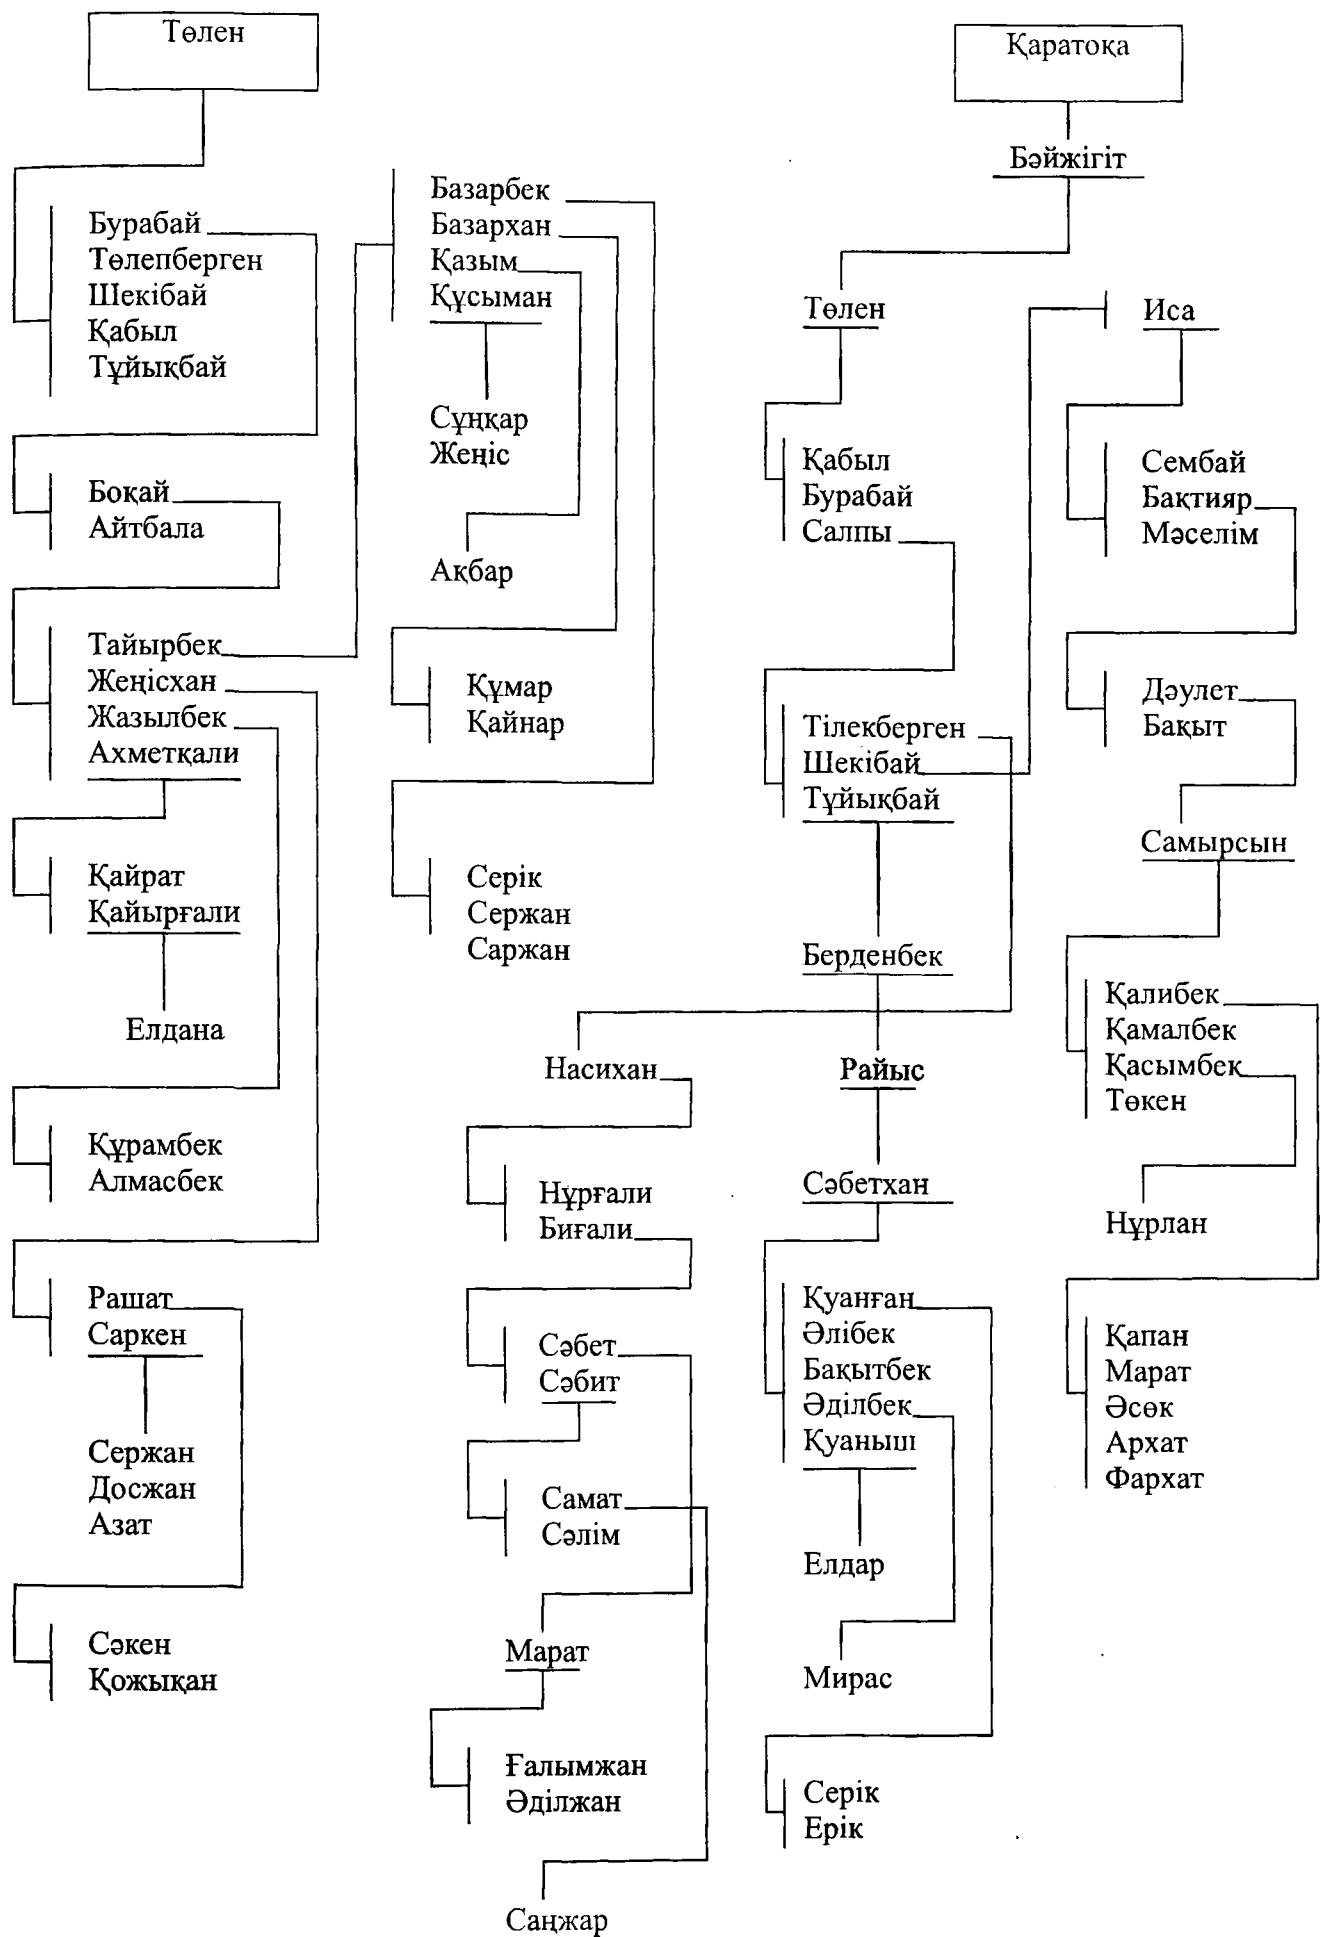 Төлен
Бурабай
Төлепберген
Шекібай
Қабыл
Тұйықбай
Боқай
Айтбала
Тайырбек
Жеңісхан
Жазылбек
Ахметқали
Қайрат
Қайырғали
Елдана
Құрамбек
Алмасбек
Рашат
Саркен
Сержан
Досжан
Азат
Сәкен
Қожықан
Базарбек
Базархан
Қазым
Құсыман
Сұңқар
Жеңіс
Ақбар
Құмар
Қайнар
Серік
Сержан
Саржан
Қаратоқа
Бәйжігіт
Төлен
Қабыл
Бурабай
Салпы
Тілекберген
Шекібай
Тұйықбай
Берденбек
Насихан
Нұрғали
Биғали
Сәбет
Сәбит
Самат
Сәлім
Марат
Ғалымжан
Әділжан
Саңжар
Райыс
Сәбетхан
Қуанған
Әлібек
Бақытбек
Әділбек
Қуаныш
Елдар
Мирас
Серік
Ерік
Иса
Сембай
Бақтияр
Мәселім
Дәулет
Бақыт
Самырсын
Қалибек
Қамалбек
Қасымбек
Төкен
Нұрлан
Қапан
Марат
Әсөк
Архат
Фархат